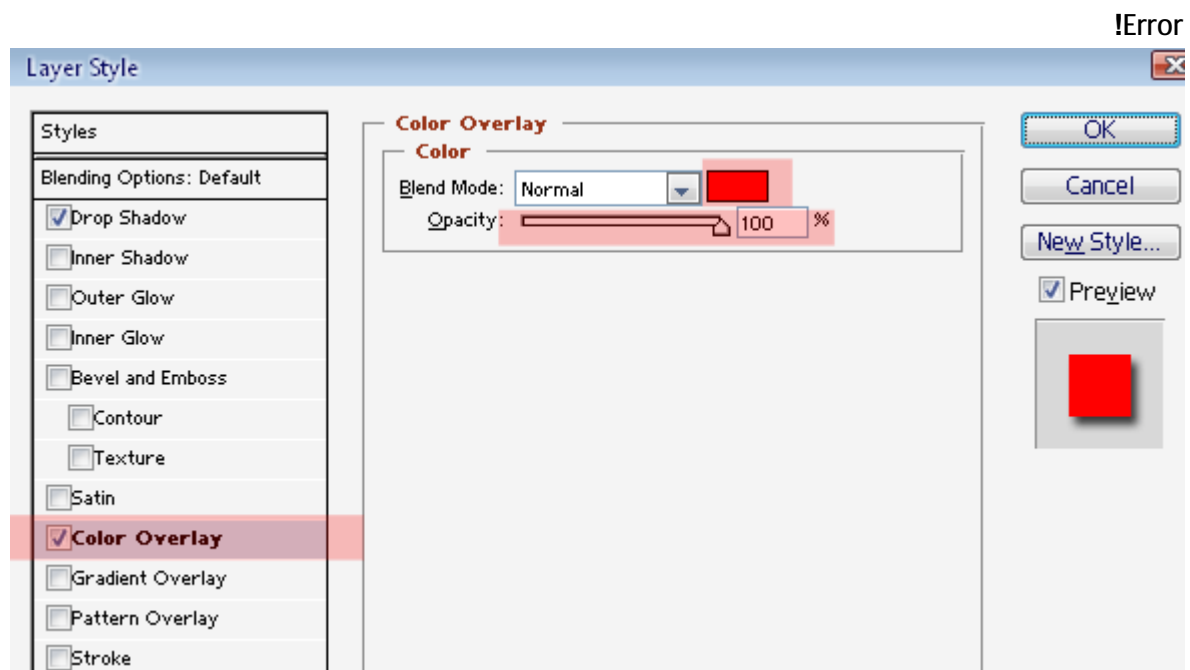 !Error
Layer Style
Styles
Blending Options: Default
Drop Shadow
Inner Shadow
Outer Glow
Inner Glow
Bevel and Emboss
Contour
Texture
Satin
Color Overlay
Gradient Overlay
Pattern Overlay
Stroke
Color Overlay
Color
Blend Mode: Normal
Opacity: 100 %
OK
Cancel
New Style...
Preview